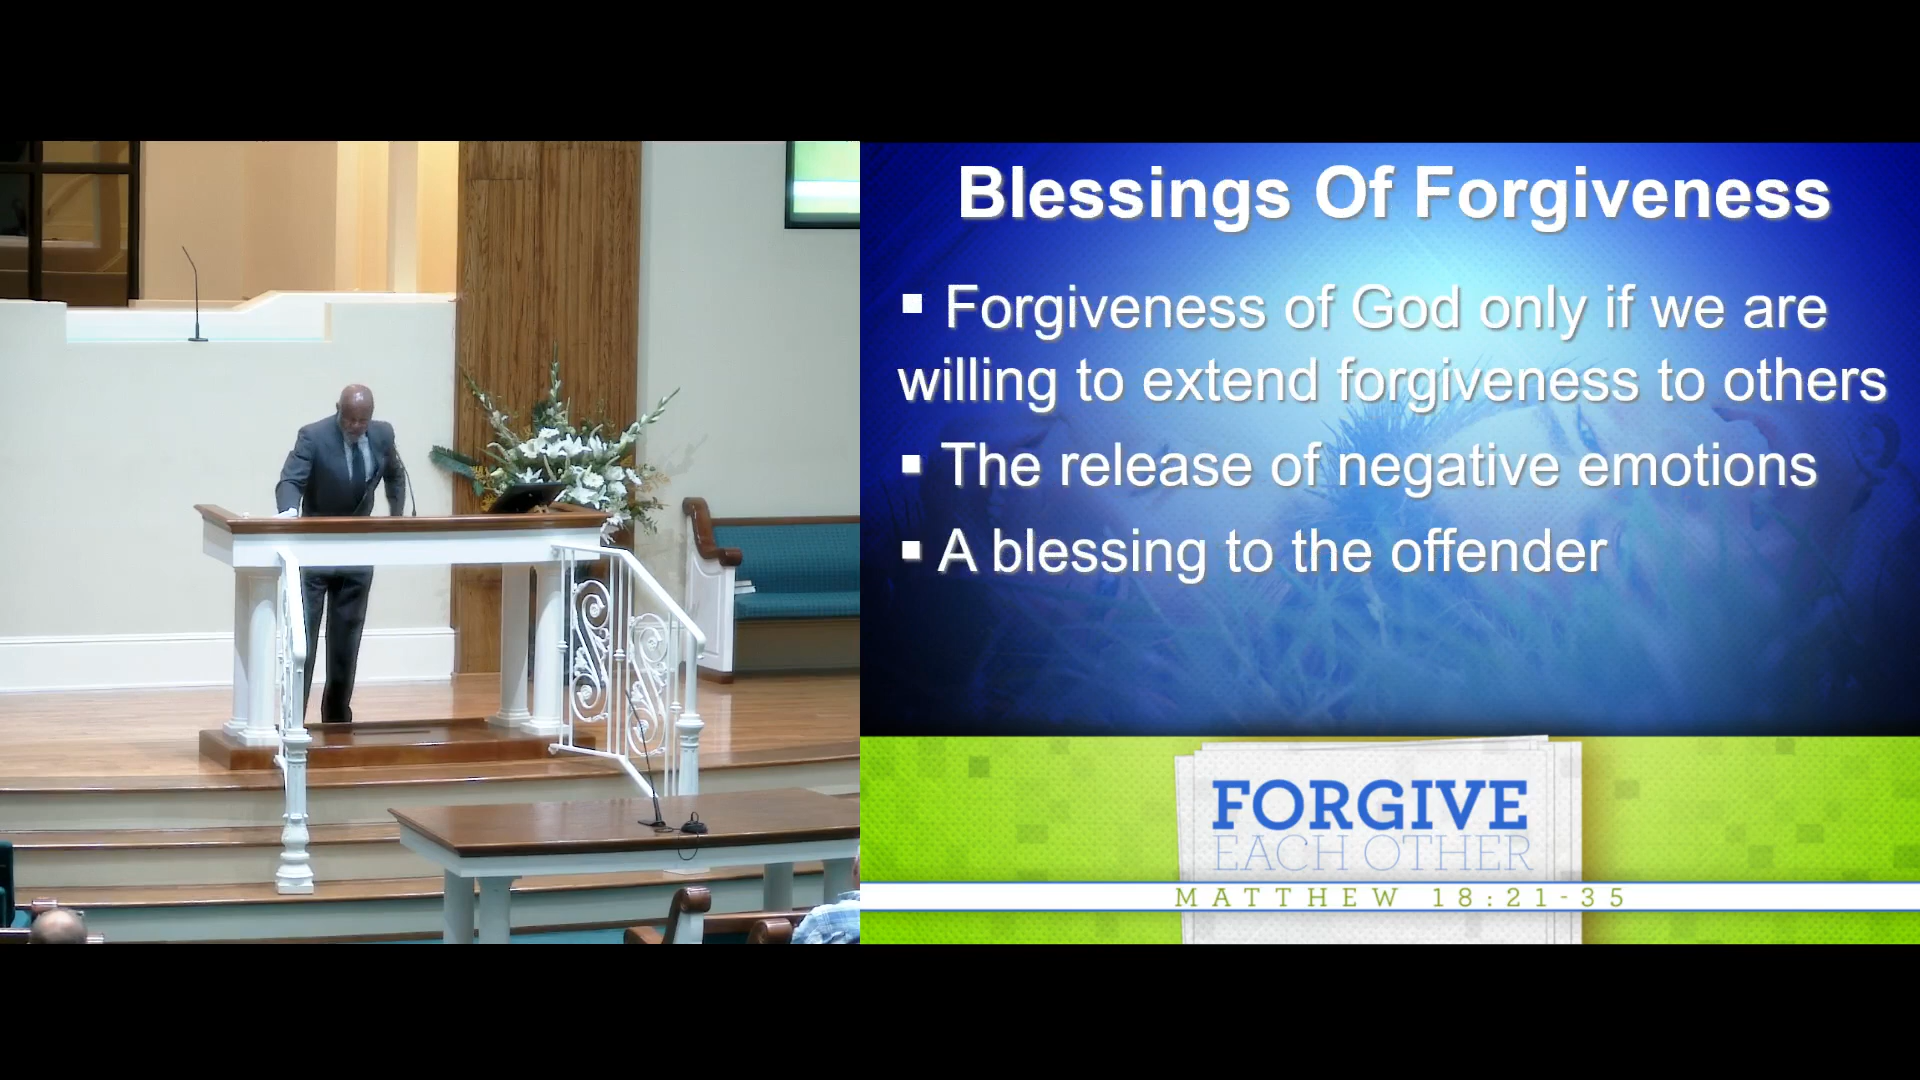 Blessings Of Forgiveness
▪ Forgiveness of God only if we are
willing to extend forgiveness to others
▪ The release of negative emotions
▪ A blessing to the offender
FORGIVE
EACH OTHER
MATTHEW 18:21-35